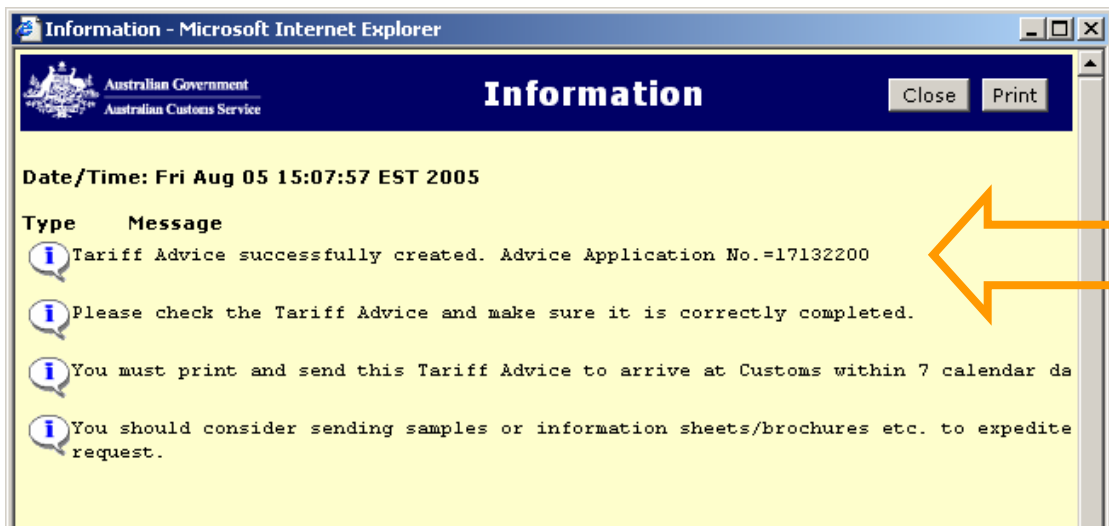 Information - Microsoft Internet Explorer
Australian Government
Australian Customs Service
Information
Close Print
Date/Time: Fri Aug 05 15:07:57 EST 2005
Type Message
Tariff Advice successfully created. Advice Application No.=17132200
Please check the Tariff Advice and make sure it is correctly completed.
You must print and send this Tariff Advice to arrive at Customs within 7 calendar da
You should consider sending samples or information sheets/brochures etc. to expedite
request.